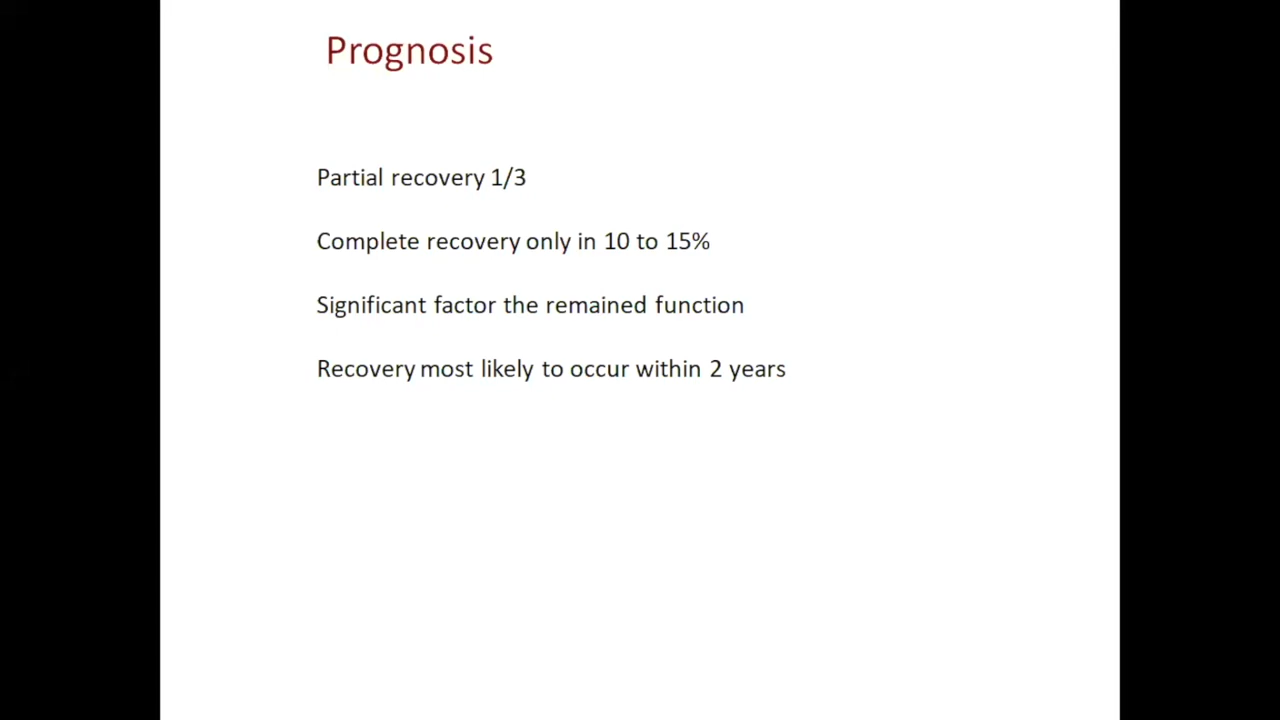 Prognosis
Partial recovery 1/3
Complete recovery only in 10 to 15%
Significant factor the remained function
Recovery most likely to occur within 2 years